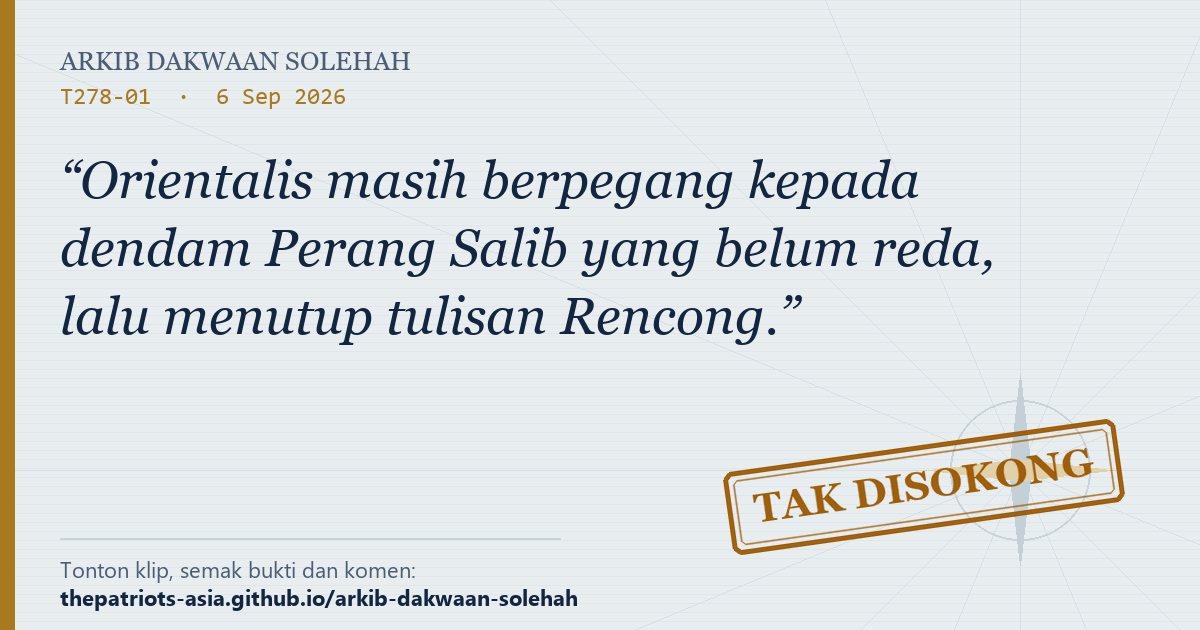 ARKIB DAKWAAN SOLEHAH
T278-01 · 6 Sep 2026
“Orientalis masih berpegang kepada
dendam Perang Salib yang belum reda,
lalu menutup tulisan Rencong.”
TAK DISOKONG
Tonton klip, semak bukti dan komen:
thepatriots-asia.github.io/arkib-dakwaan-solehah